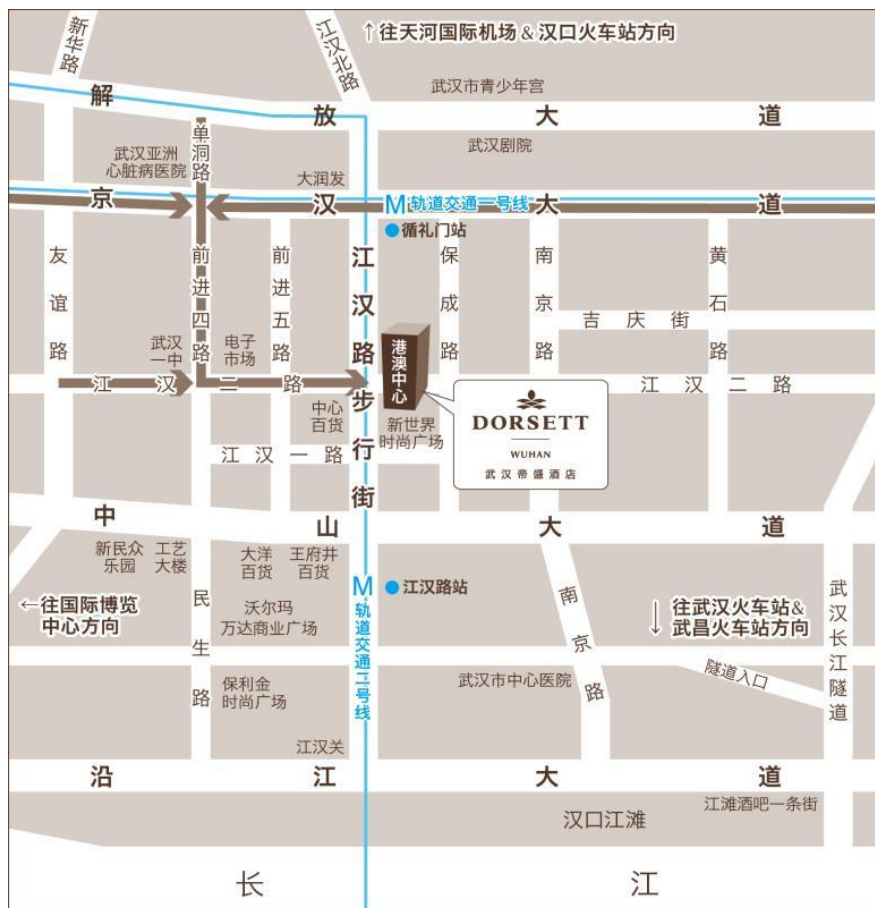 新华路
江汉北路
↑往天河国际机场 & 汉口火车站方向
武汉市青少年宫
解放大道
单洞路
武汉剧院
武汉亚洲
心脏病医院
大润发
京汉大道
M轨道交通一号线
循礼门站
友谊路
前进四路
前进五路
江汉路步行街
保成路
南京路
黄石路
吉庆街
武汉
一中
电子
市场
港澳中心
江汉二路
江汉二路
DORSETT
WUHAN
武汉帝盛酒店
中心
百货
新世界
时尚广场
江汉一路
中山大道
新民众
乐园
工艺
大楼
大洋
百货
王府井
百货
M轨道交通二号线
江汉路站
南京路
武汉长江隧道
←往国际博览
中心方向
民生路
沃尔玛
万达商业广场
↓往武汉火车站&
武昌火车站方向
保利金
时尚广场
武汉市中心医院
隧道入口
江汉关
沿江大道
江滩酒吧一条街
汉口江滩
长江